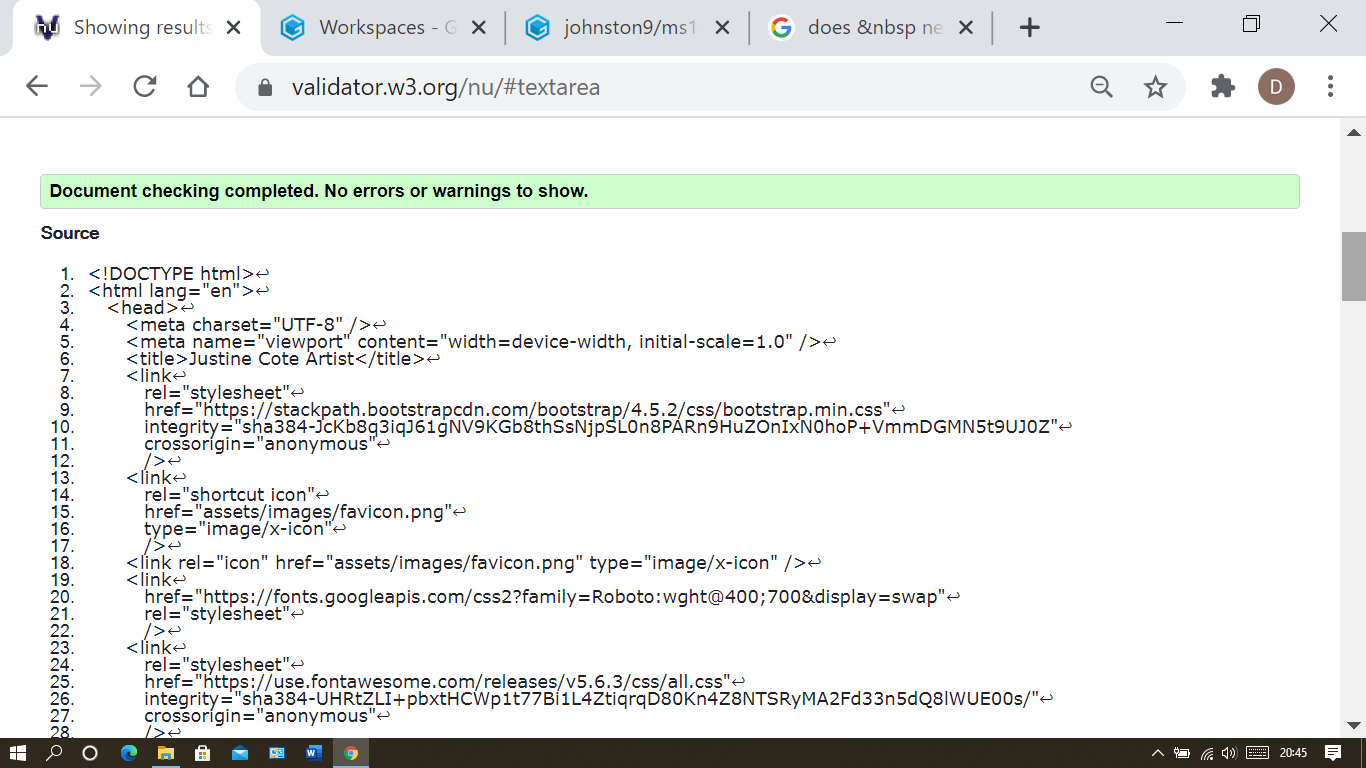 Showing results
Workspaces - G
johnston9/ms1-
does &nbsp ne
validator.w3.org/nu/#textarea
D
Document checking completed. No errors or warnings to show.
Source
1. <!DOCTYPE html>↩
2. <html lang="en">↩
3. <head>↩
4. <meta charset="UTF-8" />↩
5. <meta name="viewport" content="width=device-width, initial-scale=1.0" />↩
6. <title>Justine Cote Artist</title>↩
7. <link↩
8. rel="stylesheet"↩
9. href="https://stackpath.bootstrapcdn.com/bootstrap/4.5.2/css/bootstrap.min.css"↩
10. integrity="sha384-JcKb8q3iqJ61gNV9KGb8thSsNjpSL0n8PARn9HuZOnIxN0hoP+VmmDGMN5t9UJ0Z"↩
11. crossorigin="anonymous"↩
12. />↩
13. <link↩
14. rel="shortcut icon"↩
15. href="assets/images/favicon.png"↩
16. type="image/x-icon"↩
17. />↩
18. <link rel="icon" href="assets/images/favicon.png" type="image/x-icon" />↩
19. <link↩
20. href="https://fonts.googleapis.com/css2?family=Roboto:wght@400;700&display=swap"↩
21. rel="stylesheet"↩
22. />↩
23. <link↩
24. rel="stylesheet"↩
25. href="https://use.fontawesome.com/releases/v5.6.3/css/all.css"↩
26. integrity="sha384-UHRtZLI+pbxtHCWp1t77Bi1L4ZtiqrqD80Kn4Z8NTSRyMA2Fd33n5dQ8lWUE00s/"↩
27. crossorigin="anonymous"↩
28. />↩
20:45